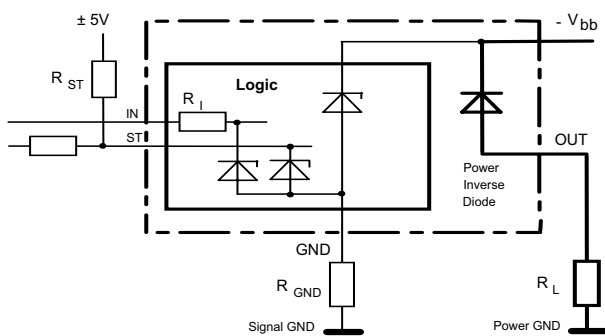 ± 5V
- Vbb
R ST
Logic
IN
R I
ST
OUT
Power
Inverse
Diode
GND
R GND
R L
Signal GND
Power GND